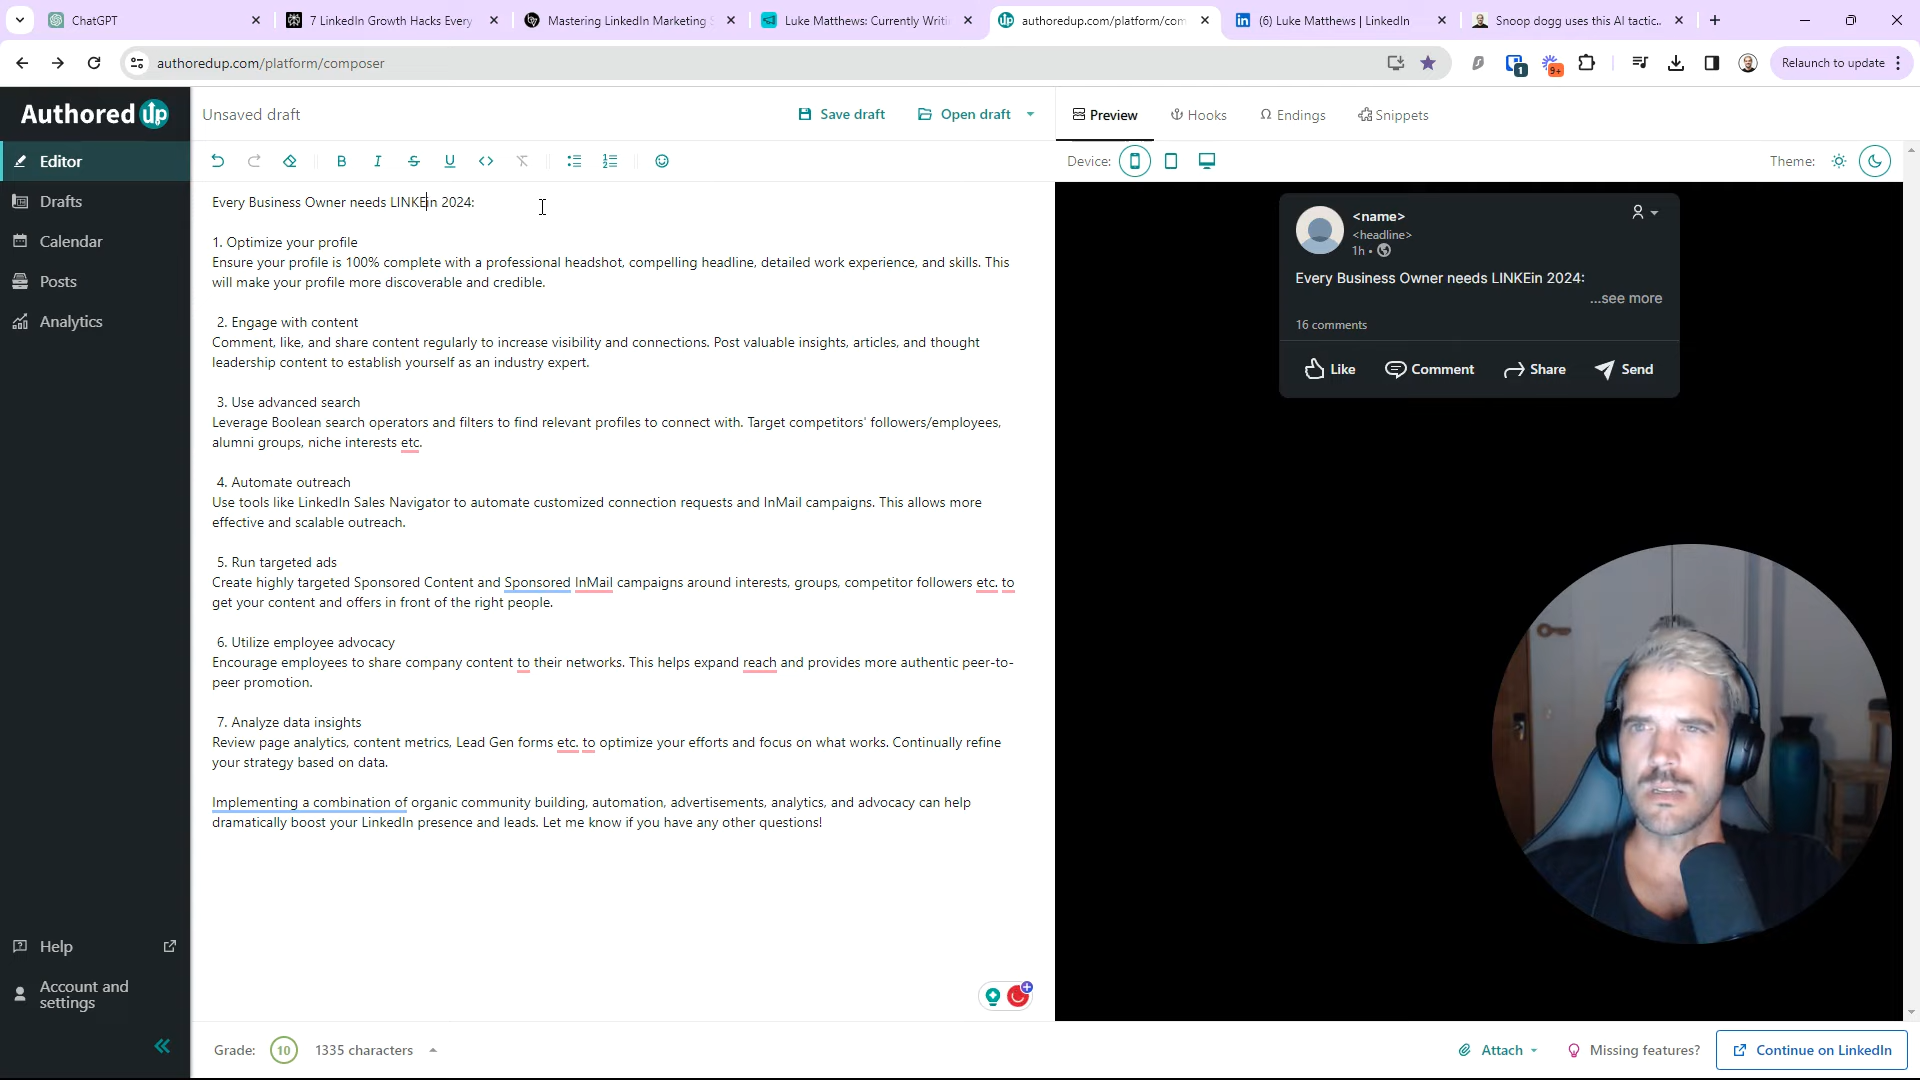 ChatGPT
7 LinkedIn Growth Hacks Every
Mastering LinkedIn Marketing S
Luke Matthews: Currently Writi
authoredup.com/platform/com
(6) Luke Matthews | LinkedIn
Snoop dogg uses this AI tactic..
authoredup.com/platform/composer
1
9+
Relaunch to update
Authored up
Editor
Drafts
Calendar
Posts
Analytics
Help
Account and
settings
Unsaved draft
Save draft
Open draft
Every Business Owner needs LINKEin 2024:
1. Optimize your profile
Ensure your profile is 100% complete with a professional headshot, compelling headline, detailed work experience, and skills. This
will make your profile more discoverable and credible.
2. Engage with content
Comment, like, and share content regularly to increase visibility and connections. Post valuable insights, articles, and thought
leadership content to establish yourself as an industry expert.
3. Use advanced search
Leverage Boolean search operators and filters to find relevant profiles to connect with. Target competitors' followers/employees,
alumni groups, niche interests etc.
4. Automate outreach
Use tools like LinkedIn Sales Navigator to automate customized connection requests and InMail campaigns. This allows more
effective and scalable outreach.
5. Run targeted ads
Create highly targeted Sponsored Content and Sponsored InMail campaigns around interests, groups, competitor followers etc. to
get your content and offers in front of the right people.
6. Utilize employee advocacy
Encourage employees to share company content to their networks. This helps expand reach and provides more authentic peer-to-
peer promotion.
7. Analyze data insights
Review page analytics, content metrics, Lead Gen forms etc. to optimize your efforts and focus on what works. Continually refine
your strategy based on data.
Implementing a combination of organic community building, automation, advertisements, analytics, and advocacy can help
dramatically boost your LinkedIn presence and leads. Let me know if you have any other questions!
Grade: 10 1335 characters
Preview
Hooks
Endings
Snippets
Device:
Theme:
<name>
<headline>
1h •
Every Business Owner needs LINKEin 2024:
...see more
16 comments
Like
Comment
Share
Send
Attach
Missing features?
Continue on LinkedIn